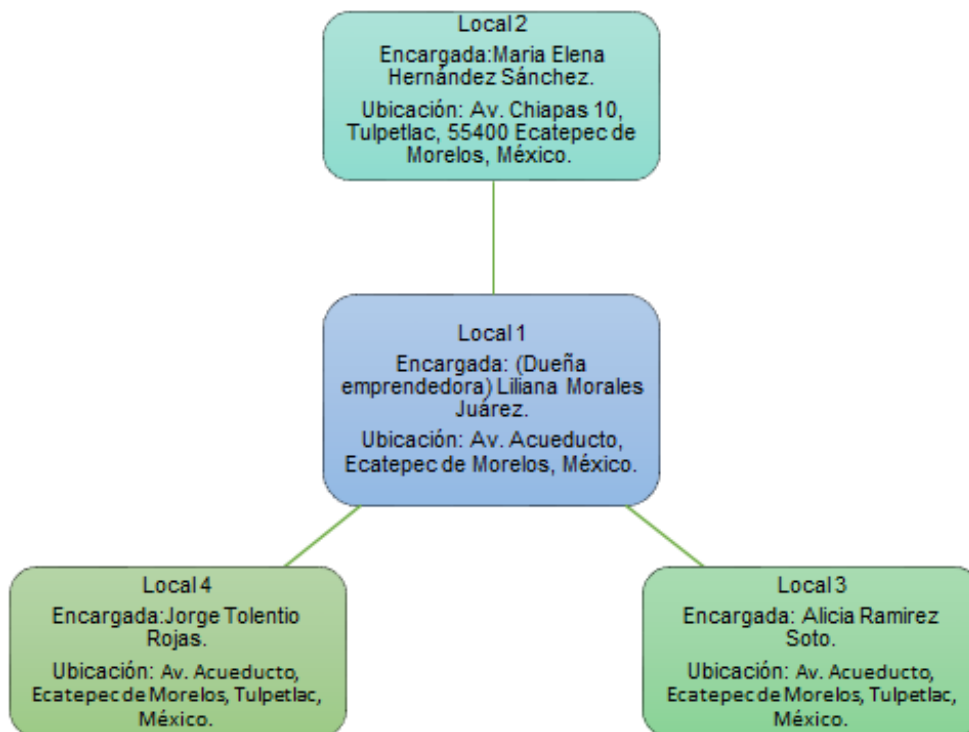 Local 2
Encargada:Maria Elena
Hernández Sánchez.
Ubicación: Av. Chiapas 10,
Tulpetlac, 55400 Ecatepec de
Morelos, México.
Local 1
Encargada: (Dueña
emprendedora) Liliana Morales
Juárez.
Ubicación: Av. Acueducto,
Ecatepec de Morelos, México.
Local 4
Encargada:Jorge Tolentio
Rojas.
Ubicación: Av. Acueducto,
Ecatepec de Morelos, Tulpetlac,
México.
Local 3
Encargada: Alicia Ramirez
Soto.
Ubicación: Av. Acueducto,
Ecatepec de Morelos, Tulpetlac,
México.